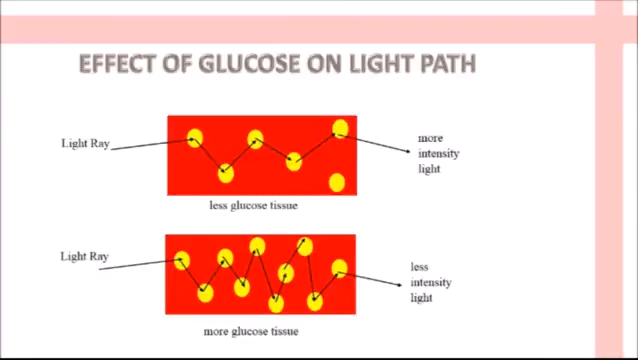 EFFECT OF GLUCOSE ON LIGHT PATH
Light Ray
more
intensity
light
less glucose tissue
Light Ray
less
intensity
light
more glucose tissue